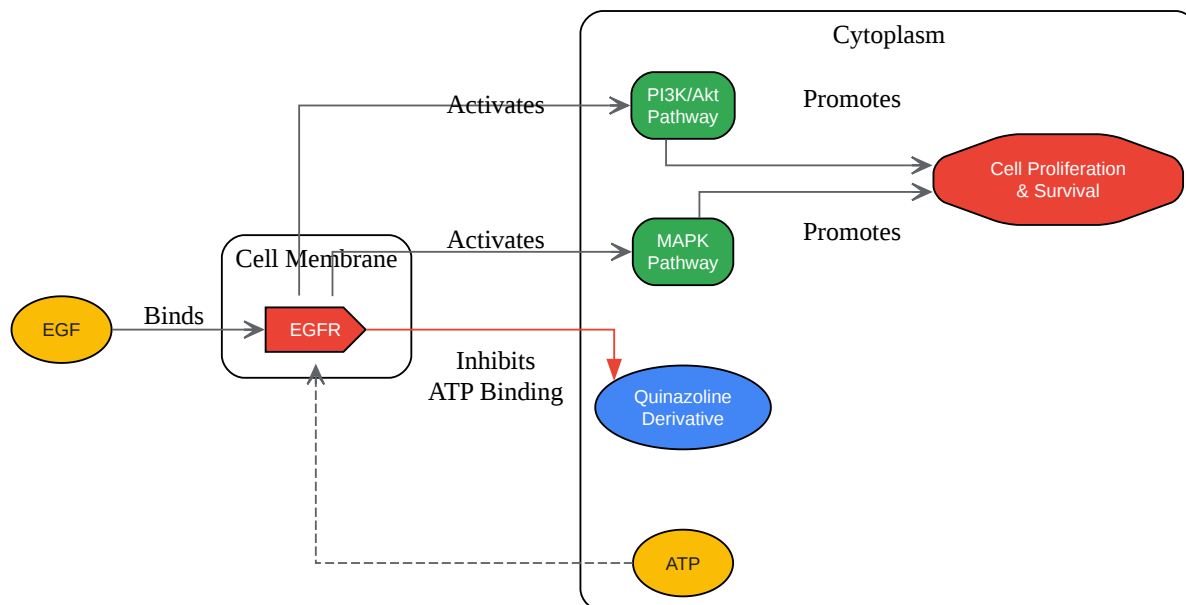 Cytoplasm
PI3K/Akt
Pathway
Activates
Promotes
Cell Proliferation
& Survival
Activates
MAPK
Pathway
Promotes
Cell Membrane
EGF
Binds
EGFR
Inhibits
ATP Binding
Quinazoline
Derivative
ATP